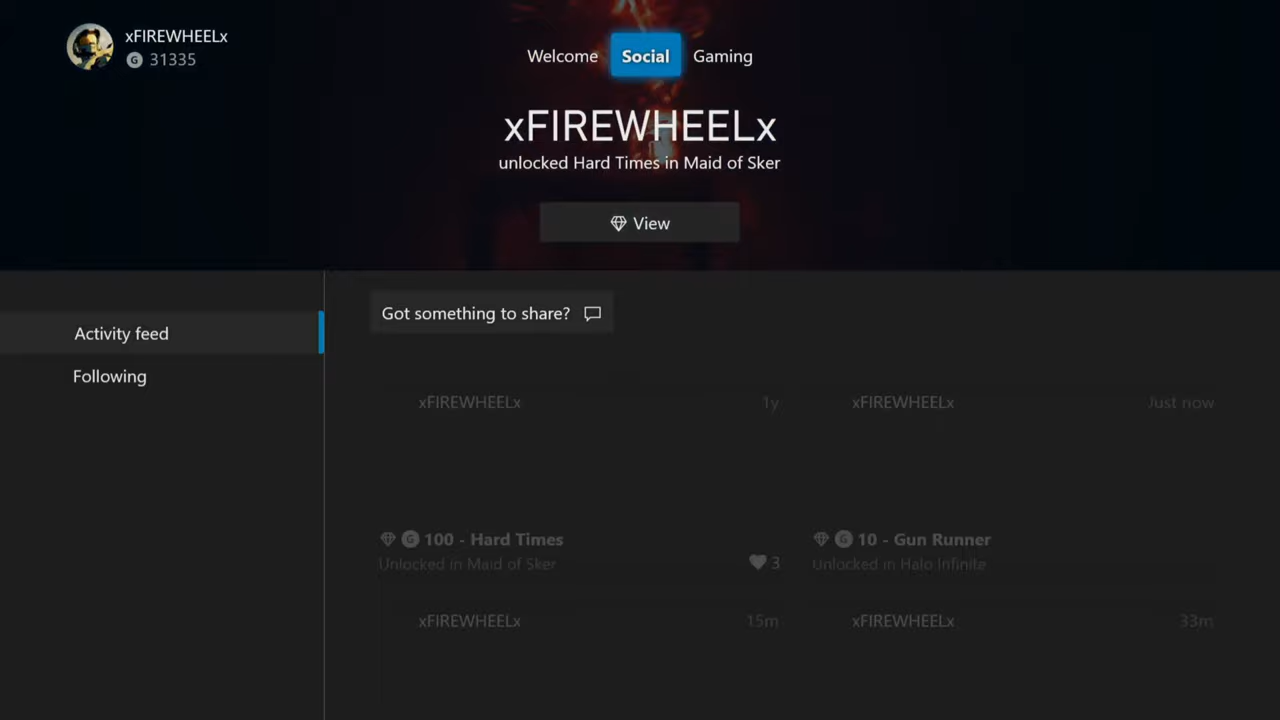 xFIREWHEELx
G 31335
Welcome Social Gaming
xFIREWHEELx
unlocked Hard Times in Maid of Sker
View
Activity feed
Following
Got something to share?
xFIREWHEELx 1y
xFIREWHEELx Just now
G 100 - Hard Times
Unlocked in Maid of Sker
3
G 10 - Gun Runner
Unlocked in Halo Infinite
xFIREWHEELx 15m
xFIREWHEELx 33m